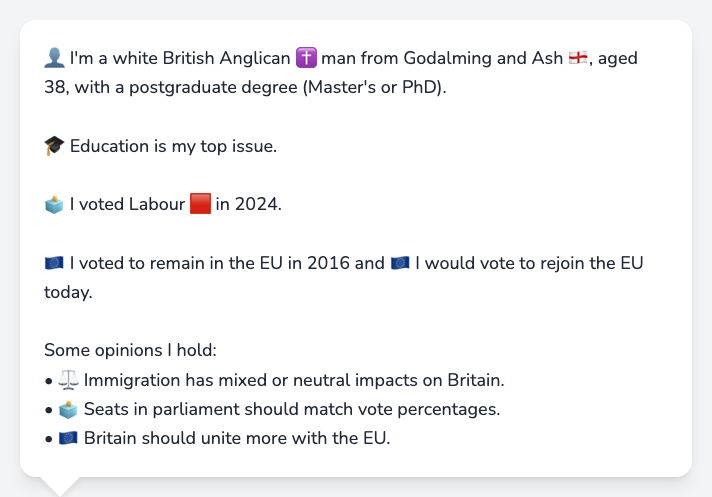 👤 I'm a white British Anglican ✝️ man from Godalming and Ash 🏴󠁧󠁢󠁥󠁮󠁧󠁿, aged
38, with a postgraduate degree (Master's or PhD).
🎓 Education is my top issue.
🗳️ I voted Labour 🟥 in 2024.
🇪🇺 I voted to remain in the EU in 2016 and 🇪🇺 I would vote to rejoin the EU
today.
Some opinions I hold:
• ⚖️ Immigration has mixed or neutral impacts on Britain.
• 🗳️ Seats in parliament should match vote percentages.
• 🇪🇺 Britain should unite more with the EU.